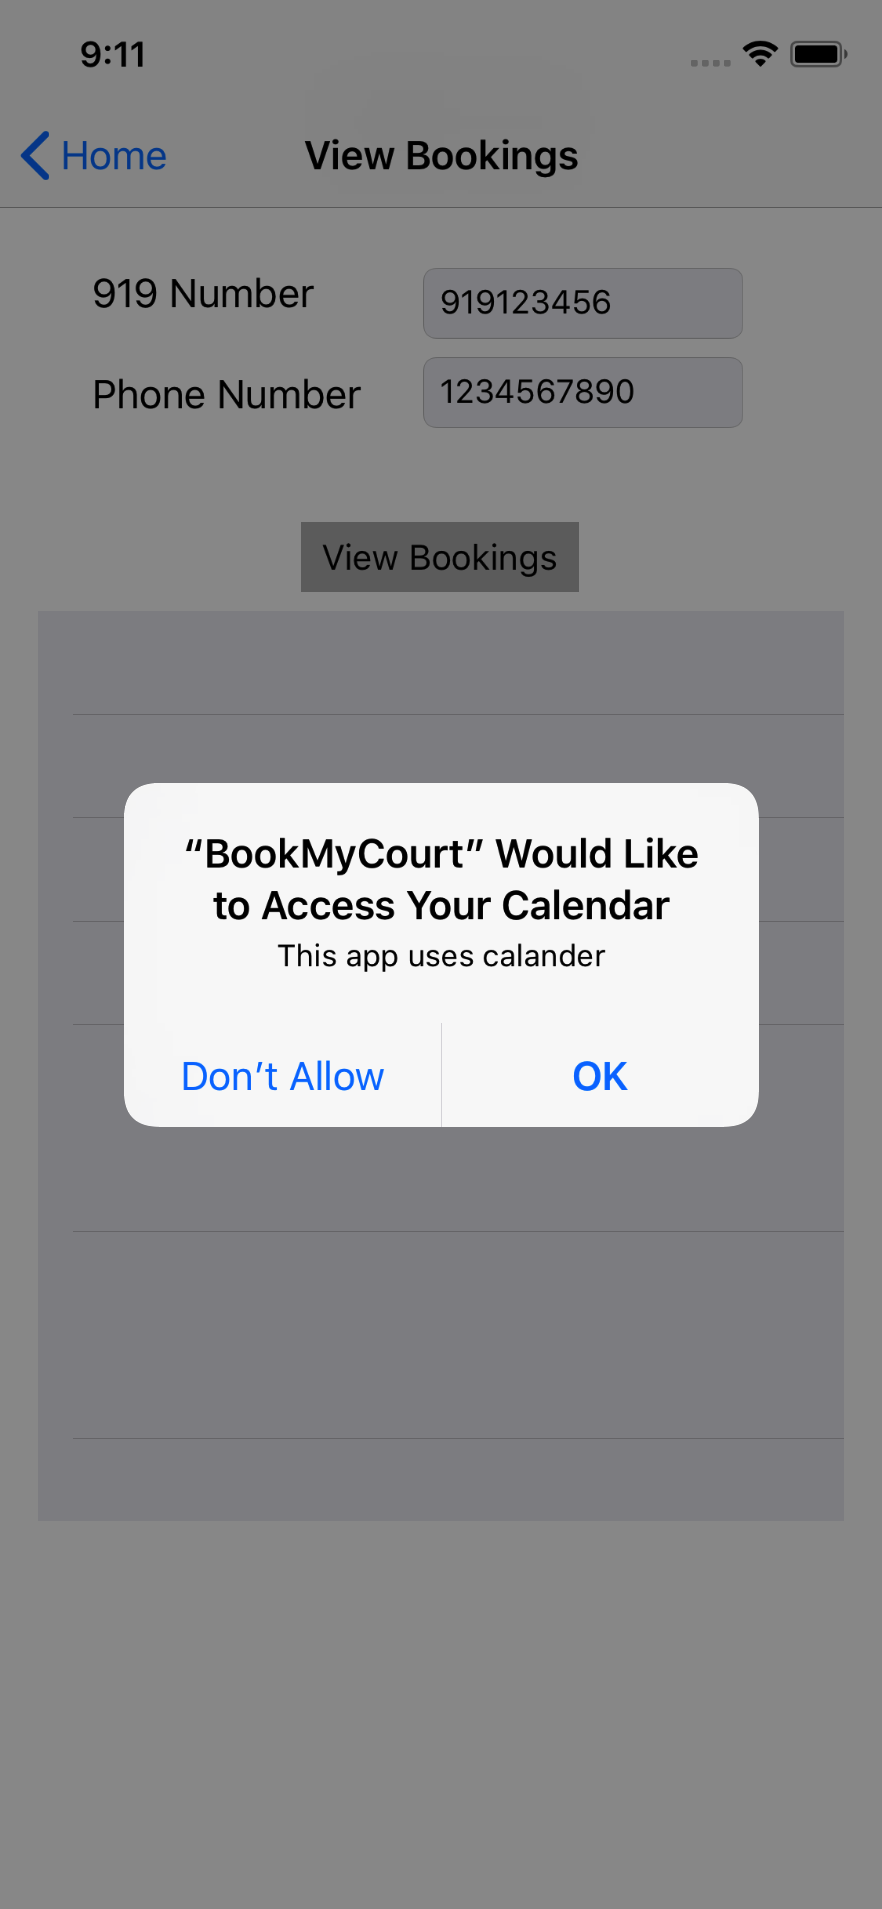 9:11
Home
View Bookings
919 Number
919123456
Phone Number
1234567890
View Bookings
“BookMyCourt” Would Like
to Access Your Calendar
This app uses calander
Don’t Allow
OK